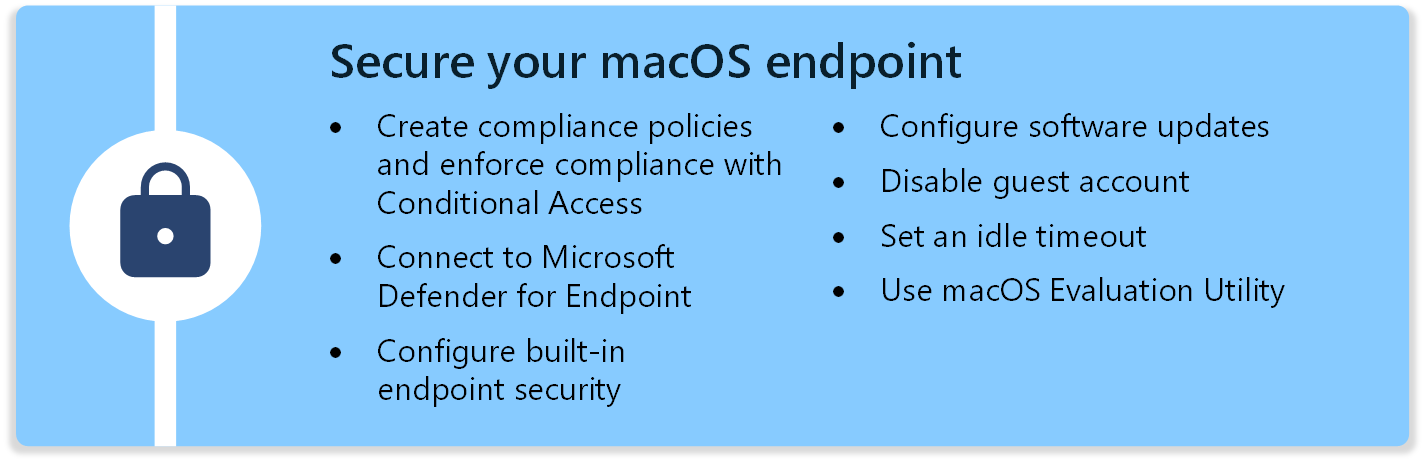 Secure your macOS endpoint
• Create compliance policies
and enforce compliance with
Conditional Access
• Connect to Microsoft
Defender for Endpoint
• Configure built-in
endpoint security
• Configure software updates
• Disable guest account
• Set an idle timeout
• Use macOS Evaluation Utility